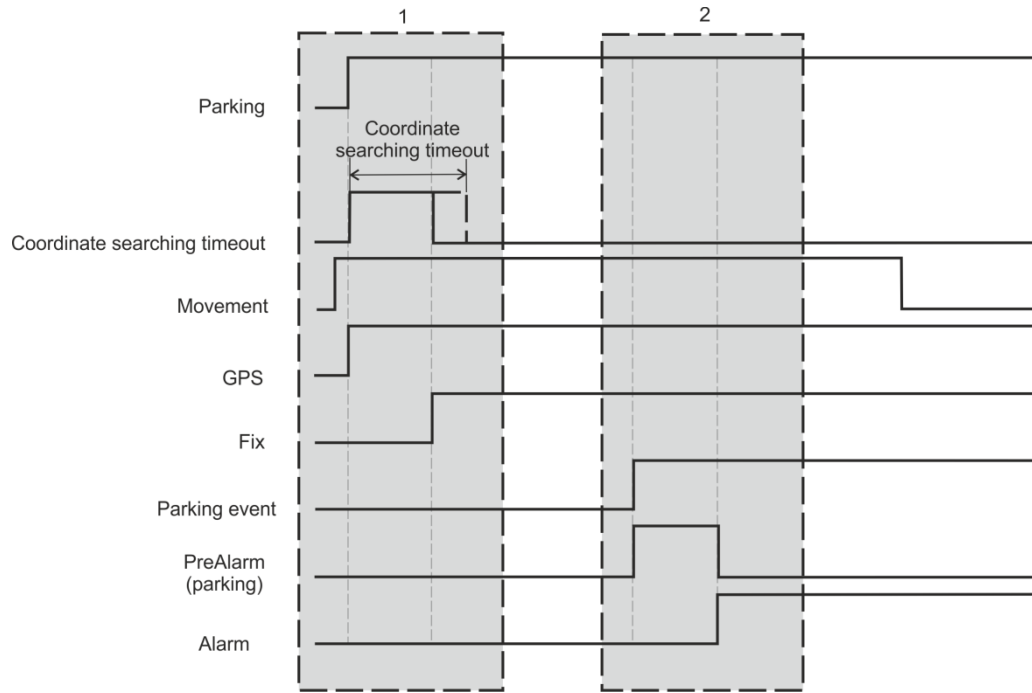 1
2
Parking
Coordinate
searching timeout
Coordinate searching timeout
Movement
GPS
Fix
Parking event
PreAlarm
(parking)
Alarm